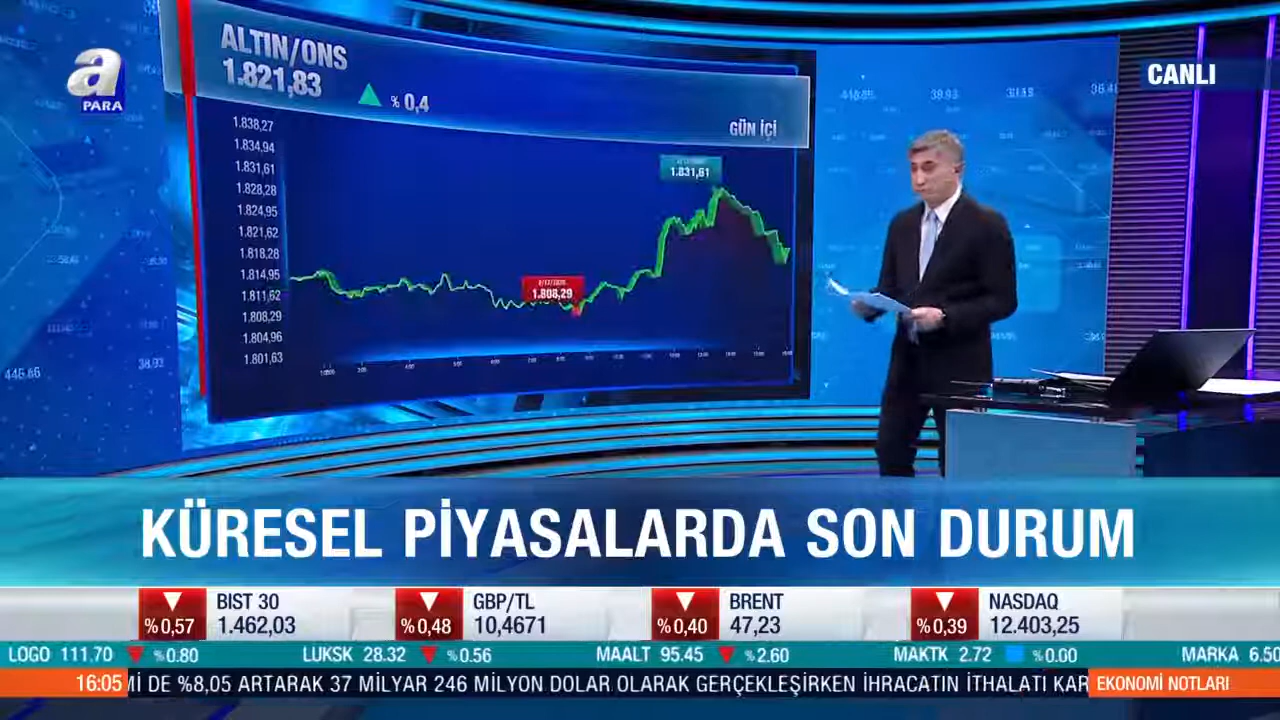 a
PARA
CANLI
ALTIN/ONS
1.821,83
% 0,4
GÜN İÇİ
1.838,27
1.834,94
1.831,61
1.828,28
1.824,95
1.821,62
1.818,28
1.814,95
1.811,62
1.808,29
1.804,96
1.801,63
1.831,61
1.808,29
446.66
38.93
38.93
KÜRESEL PİYASALARDA SON DURUM
%0,57 BIST 30 1.462,03
%0,48 GBP/TL 10,4671
%0,40 BRENT 47,23
%0,39 NASDAQ 12.403,25
LOGO 111.70 %0.80 LUKSK 28.32 %0.56 MAALT 95.45 %2.60 MAKTK 2.72 %0.00 MARKA 6.50
16:05 Mİ DE %8,05 ARTARAK 37 MİLYAR 246 MİLYON DOLAR OLARAK GERÇEKLEŞİRKEN İHRACATIN İTHALATI KAR EKONOMİ NOTLARI